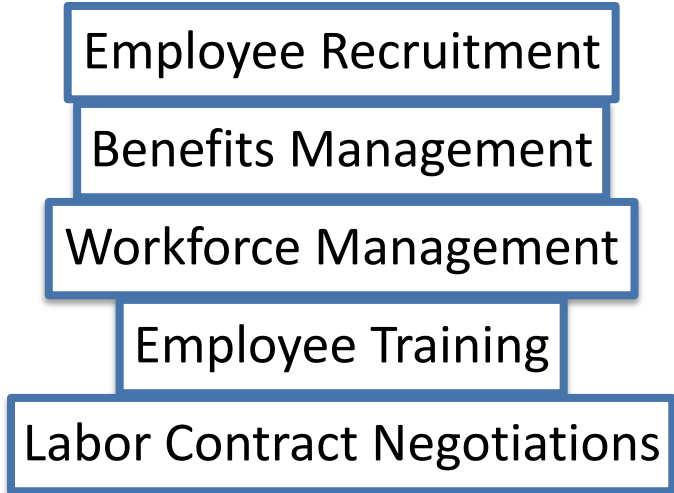 Employee Recruitment
Benefits Management
Workforce Management
Employee Training
Labor Contract Negotiations